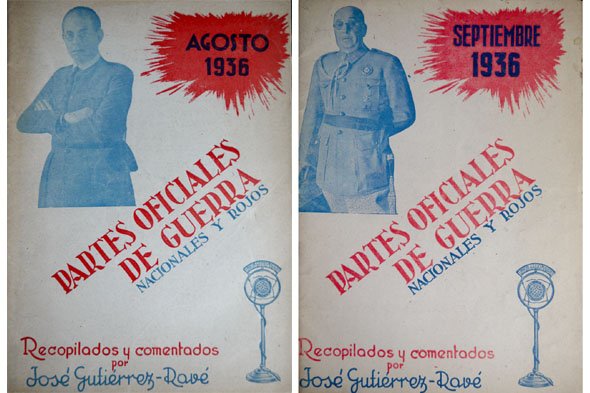 AGOSTO
1936
PARTES OFICIALES
DE GUERRA
NACIONALES Y ROJOS
Recopilados y comentados
por
José Gutiérrez-Ravé
SEPTIEMBRE
1936
PARTES OFICIALES
DE GUERRA
NACIONALES Y ROJOS
Recopilados y comentados
por
José Gutiérrez-Ravé